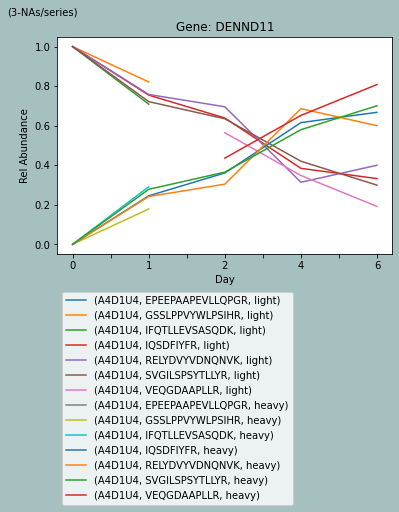 (3-NAs/series)
Gene: DENND11
1.0
0.8
0.6
0.4
0.2
0.0
Rel Abundance
0 1 2 4 6
Day
(A4D1U4, EPEEPAAPEVLLQPGR, light)
(A4D1U4, GSSLPPVYWLPSIHR, light)
(A4D1U4, IFQTLLEVSASQDK, light)
(A4D1U4, IQSDFIYFR, light)
(A4D1U4, RELYDVYVDNQNVK, light)
(A4D1U4, SVGILSPSYTLLYR, light)
(A4D1U4, VEQGDAAPLLR, light)
(A4D1U4, EPEEPAAPEVLLQPGR, heavy)
(A4D1U4, GSSLPPVYWLPSIHR, heavy)
(A4D1U4, IFQTLLEVSASQDK, heavy)
(A4D1U4, IQSDFIYFR, heavy)
(A4D1U4, RELYDVYVDNQNVK, heavy)
(A4D1U4, SVGILSPSYTLLYR, heavy)
(A4D1U4, VEQGDAAPLLR, heavy)